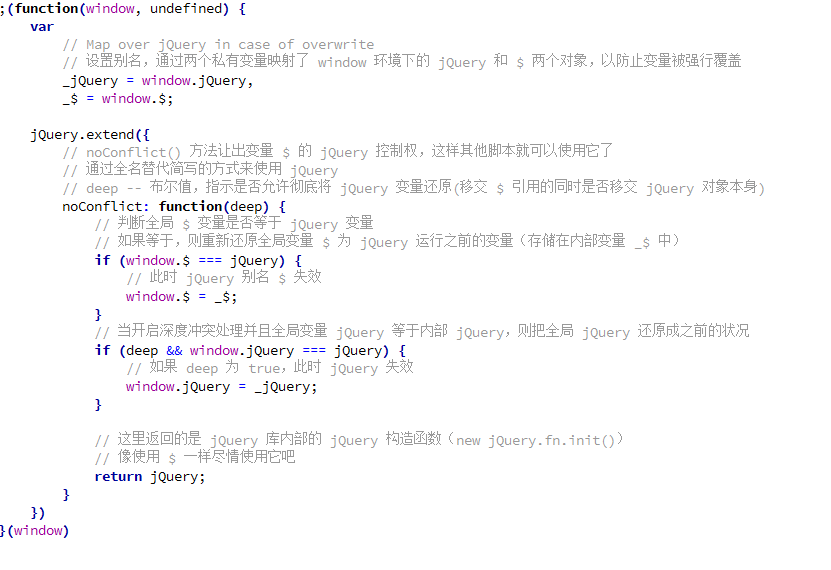 ;(function(window, undefined) {
    var
        // Map over jQuery in case of overwrite
        // 设置别名，通过两个私有变量映射了 window 环境下的 jQuery 和 $ 两个对象，以防止变量被强行覆盖
        _jQuery = window.jQuery,
        _$ = window.$;

    jQuery.extend({
        // noConflict() 方法让出变量 $ 的 jQuery 控制权，这样其他脚本就可以使用它了
        // 通过全名替代简写的方式来使用 jQuery
        // deep -- 布尔值，指示是否允许彻底将 jQuery 变量还原(移交 $ 引用的同时是否移交 jQuery 对象本身)
        noConflict: function(deep) {
            // 判断全局 $ 变量是否等于 jQuery 变量
            // 如果等于，则重新还原全局变量 $ 为 jQuery 运行之前的变量（存储在内部变量 _$ 中）
            if (window.$ === jQuery) {
                // 此时 jQuery 别名 $ 失效
                window.$ = _$;
            }
            // 当开启深度冲突处理并且全局变量 jQuery 等于内部 jQuery，则把全局 jQuery 还原成之前的状况
            if (deep && window.jQuery === jQuery) {
                // 如果 deep 为 true，此时 jQuery 失效
                window.jQuery = _jQuery;
            }

            // 这里返回的是 jQuery 库内部的 jQuery 构造函数（new jQuery.fn.init()）
            // 像使用 $ 一样尽情使用它吧
            return jQuery;
        }
    })
}(window)